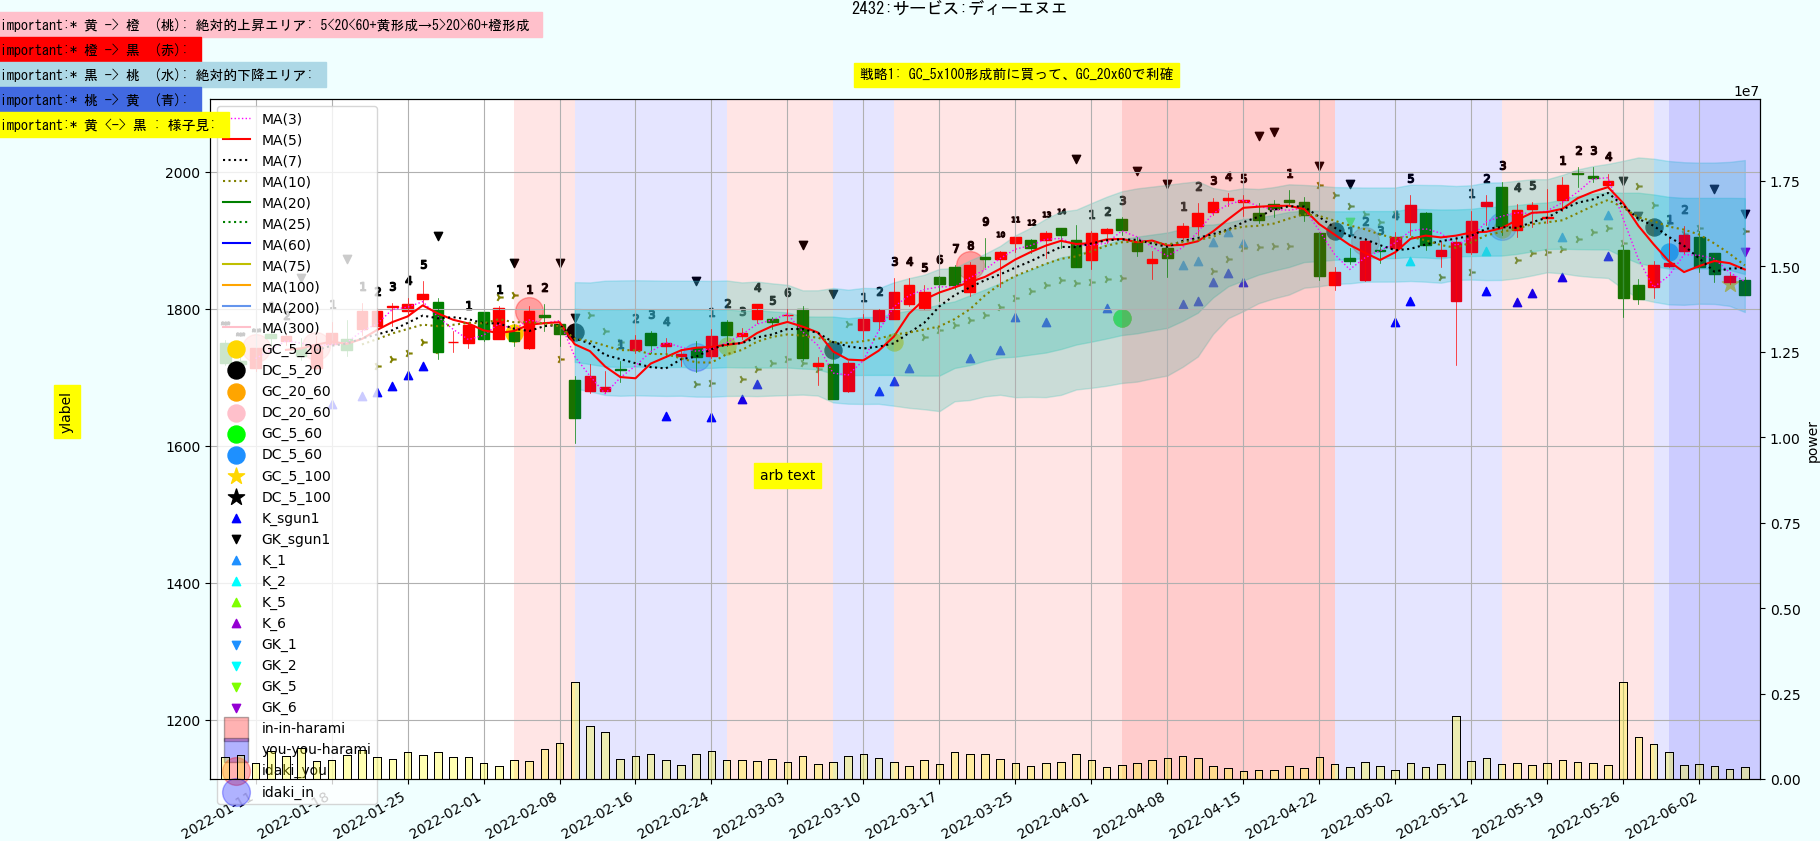 2432:サービス:ディーエヌエ
important:* 黄 -> 橙 (桃): 絶対的上昇エリア: 5<20<60+黄形成→5>20>60+橙形成
important:* 橙 -> 黒 (赤):
important:* 黒 -> 桃 (水): 絶対的下降エリア:
important:* 桃 -> 黄 (青):
important:* 黄 <-> 黒 : 様子見:
戦略1: GC_5x100形成前に買って、GC_20x60で利確
1e7
MA(3)
MA(5)
MA(7)
MA(10)
MA(20)
MA(25)
MA(60)
MA(75)
MA(100)
MA(200)
MA(300)
GC_5_20
DC_5_20
GC_20_60
DC_20_60
GC_5_60
DC_5_60
GC_5_100
DC_5_100
K_sgun1
GK_sgun1
K_1
K_2
K_5
K_6
GK_1
GK_2
GK_5
GK_6
in-in-harami
you-you-harami
idaki_you
idaki_in
2000
1800
1600
1400
1200
ylabel
arb text
1.75
1.50
1.25
1.00
0.75
0.50
0.25
0.00
power
2022-01-11
2022-01-18
2022-01-25
2022-02-01
2022-02-08
2022-02-16
2022-02-24
2022-03-03
2022-03-10
2022-03-17
2022-03-25
2022-04-01
2022-04-08
2022-04-15
2022-04-22
2022-05-02
2022-05-12
2022-05-19
2022-05-26
2022-06-02